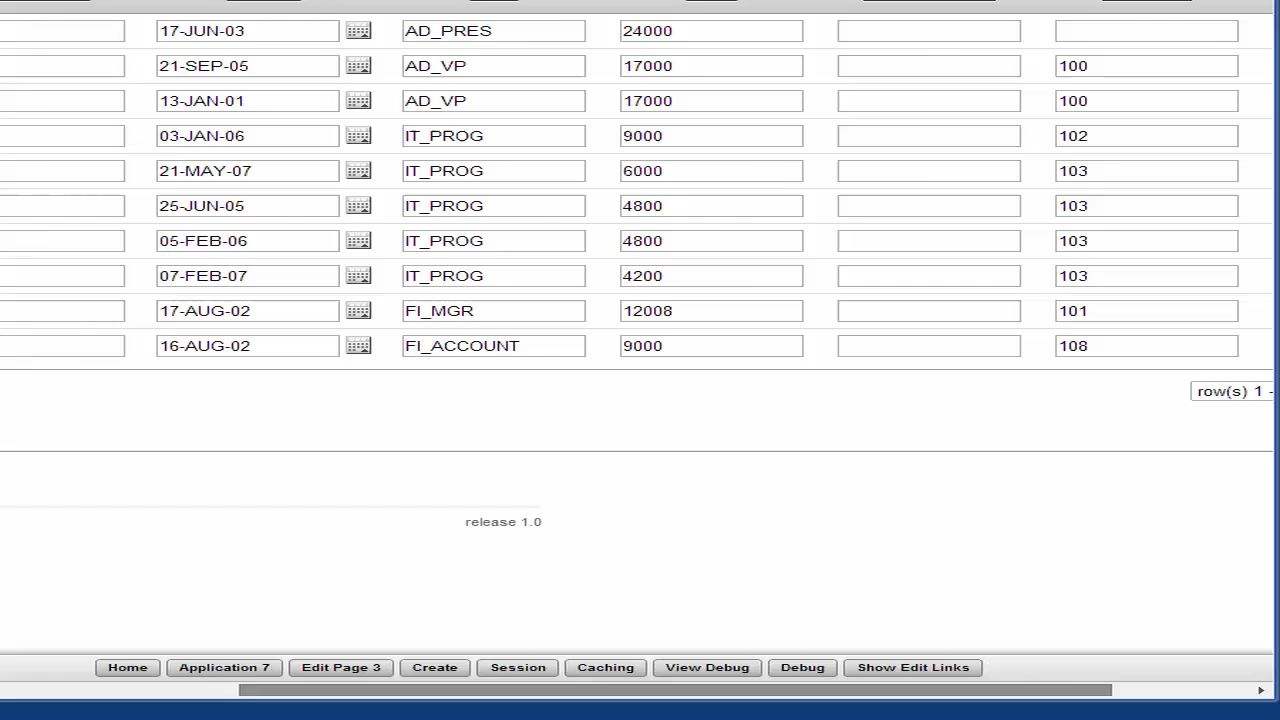 17-JUN-03 AD_PRES 24000
21-SEP-05 AD_VP 17000 100
13-JAN-01 AD_VP 17000 100
03-JAN-06 IT_PROG 9000 102
21-MAY-07 IT_PROG 6000 103
25-JUN-05 IT_PROG 4800 103
05-FEB-06 IT_PROG 4800 103
07-FEB-07 IT_PROG 4200 103
17-AUG-02 FI_MGR 12008 101
16-AUG-02 FI_ACCOUNT 9000 108
row(s) 1 -
release 1.0
Home Application 7 Edit Page 3 Create Session Caching View Debug Debug Show Edit Links